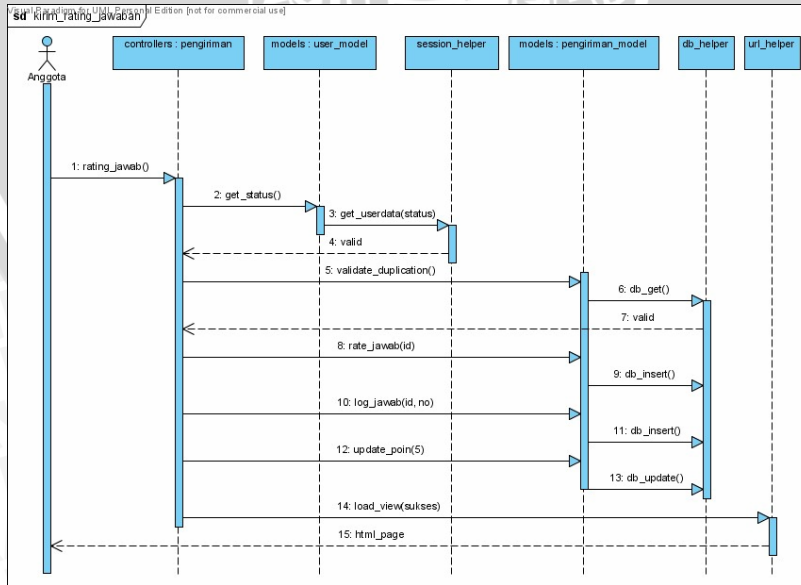 Visual Paradigm for UML Personal Edition [not for commercial use]
sd kirim_rating_jawaban
Anggota
controllers : pengiriman
models : user_model
session_helper
models : pengiriman_model
db_helper
url_helper
1: rating_jawab()
2: get_status()
3: get_userdata(status)
4: valid
5: validate_duplication()
6: db_get()
7: valid
8: rate_jawab(id)
9: db_insert()
10: log_jawab(id, no)
11: db_insert()
12: update_poin(5)
13: db_update()
14: load_view(sukses)
15: html_page